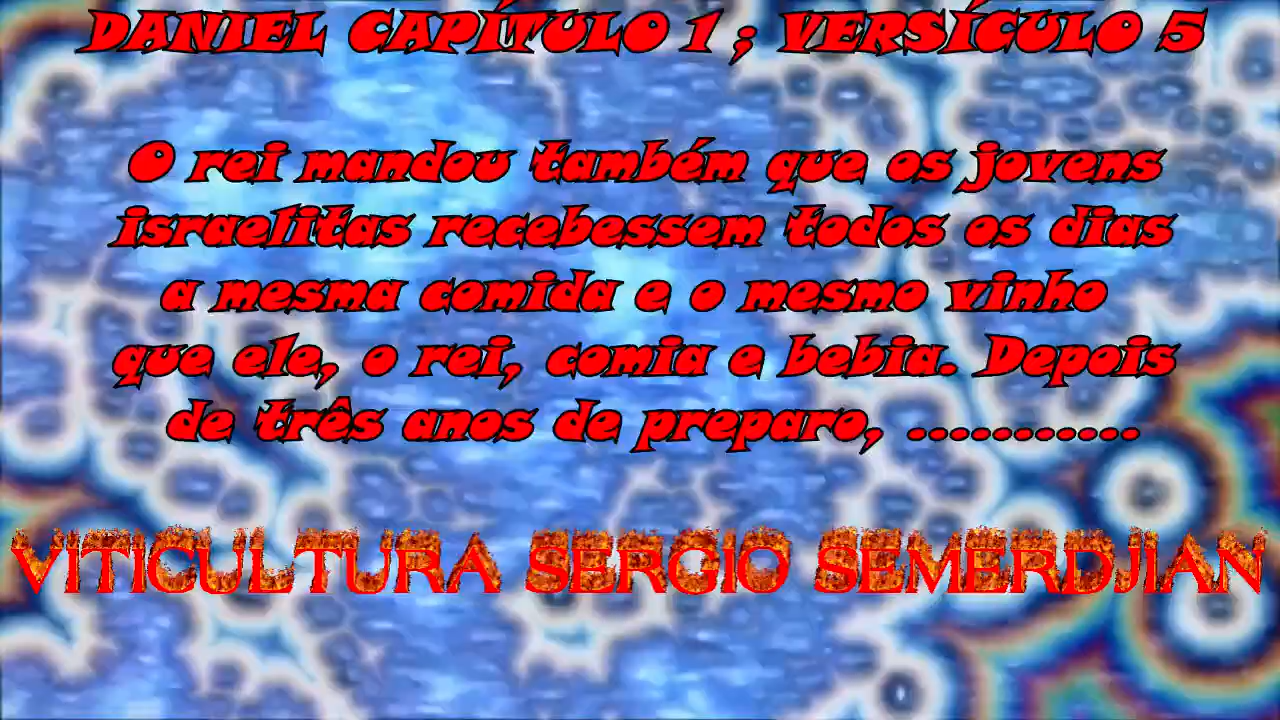 DANIEL CAPÍTULO 1 ; VERSÍCULO 5
O rei mandou também que os jovens
israelitas recebessem todos os dias
a mesma comida e o mesmo vinho
que ele, o rei, comia e bebia. Depois
de três anos de preparo, ...........
VITICULTURA SERGIO SEMERDJIAN